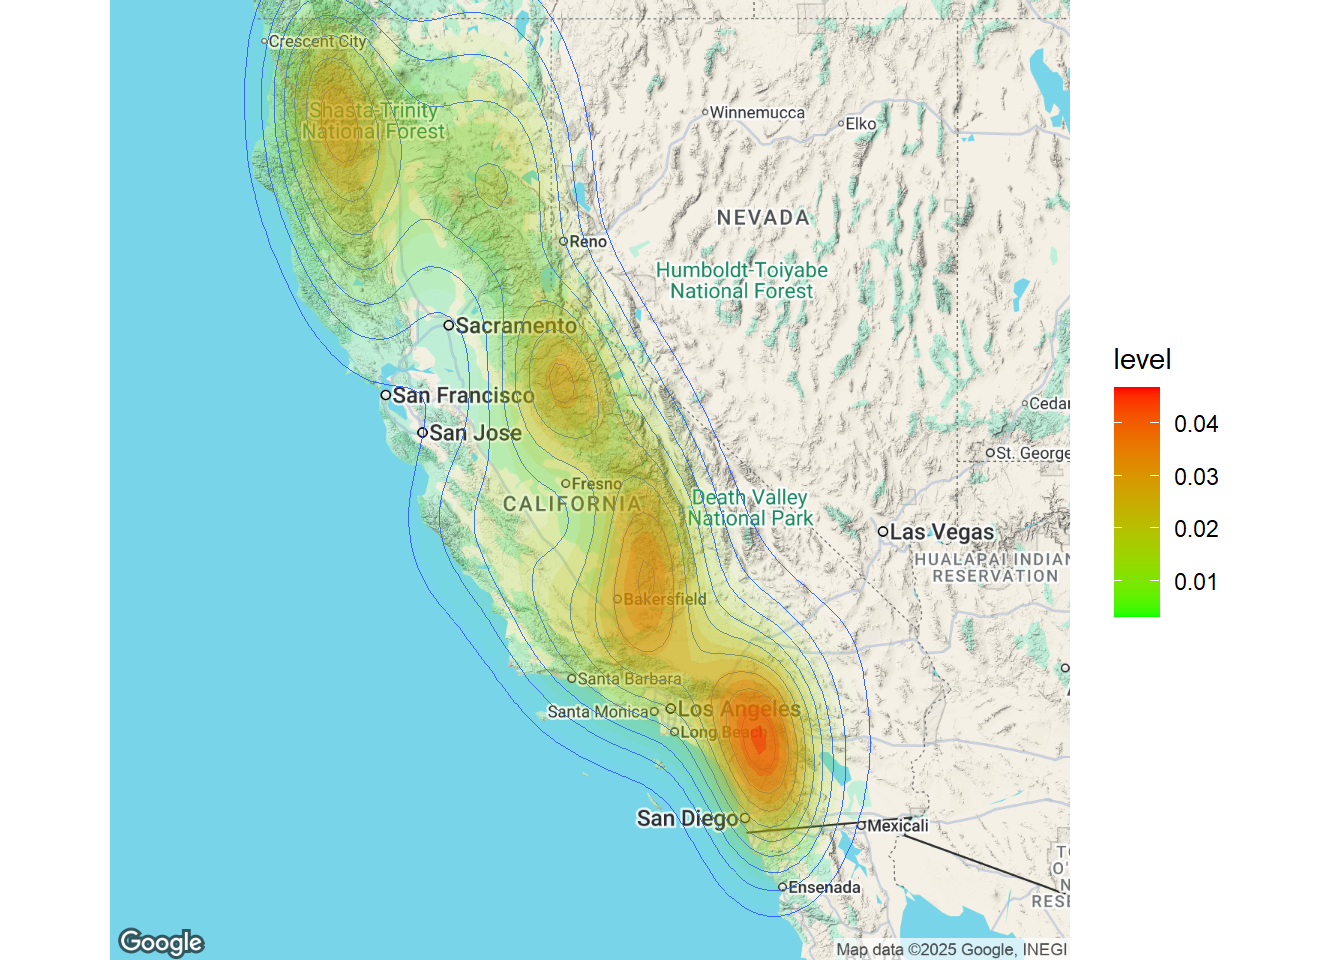 Crescent City
Shasta-Trinity
National Forest
Winnemucca
Elko
NEVADA
Reno
Humboldt-Toiyabe
National Forest
Sacramento
San Francisco
San Jose
Cedar
St. George
Fresno
CALIFORNIA
Death Valley
National Park
Las Vegas
HUALAPAI INDIAN
RESERVATION
Bakersfield
Santa Barbara
Santa Monica
Los Angeles
Long Beach
San Diego
Mexicali
Ensenada
O'
N
RESE
Google
Map data ©2025 Google, INEGI
level
0.04
0.03
0.02
0.01